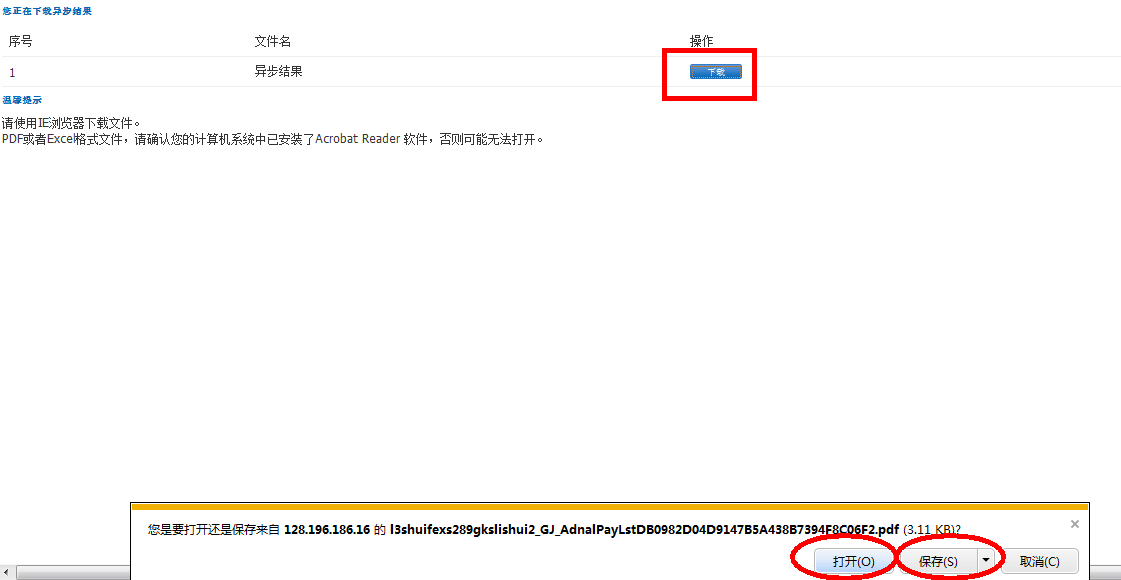 您正在下载异步结果
序号 文件名 操作
1 异步结果 下载
温馨提示
请使用IE浏览器下载文件。
PDF或者Excel格式文件，请确认您的计算机系统中已安装了Acrobat Reader 软件，否则可能无法打开。
您是要打开还是保存来自 128.196.186.16 的 l3shuifexs289gkslishui2_GJ_AdnalPayLstDB0982D04D9147B5A438B7394F8C06F2.pdf (3.11 KB)?
打开(O) 保存(S) 取消(C)